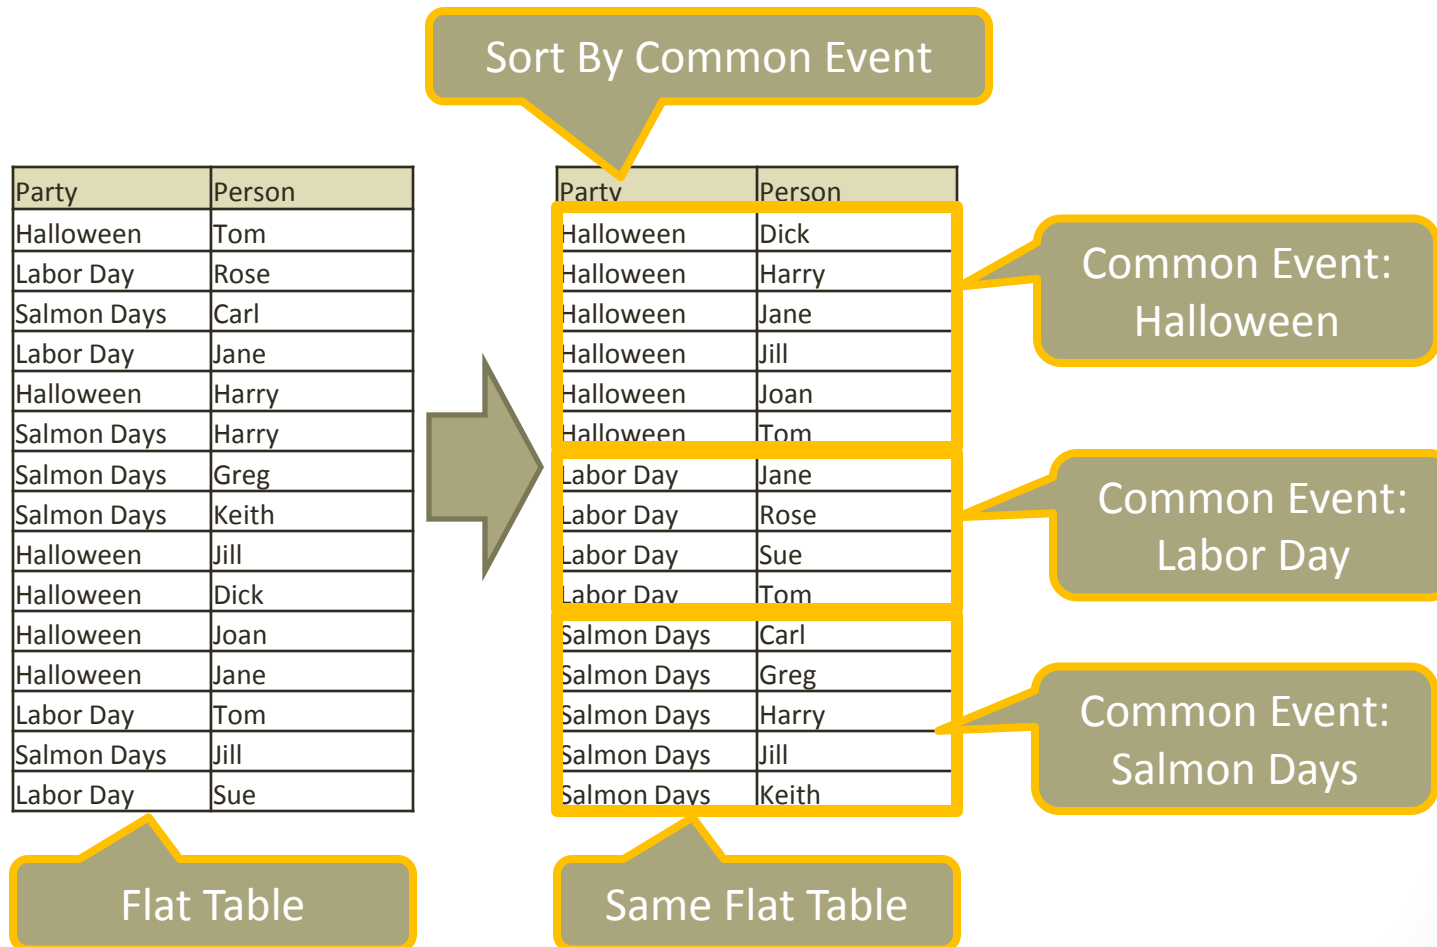 Sort By Common Event
Party Person
Halloween Tom
Labor Day Rose
Salmon Days Carl
Labor Day Jane
Halloween Harry
Salmon Days Harry
Salmon Days Greg
Salmon Days Keith
Halloween Jill
Halloween Dick
Halloween Joan
Halloween Jane
Labor Day Tom
Salmon Days Jill
Labor Day Sue
Flat Table
Party Person
Halloween Dick
Halloween Harry
Halloween Jane
Halloween Jill
Halloween Joan
Halloween Tom
Labor Day Jane
Labor Day Rose
Labor Day Sue
Labor Day Tom
Salmon Days Carl
Salmon Days Greg
Salmon Days Harry
Salmon Days Jill
Salmon Days Keith
Same Flat Table
Common Event:
Halloween
Common Event:
Labor Day
Common Event:
Salmon Days